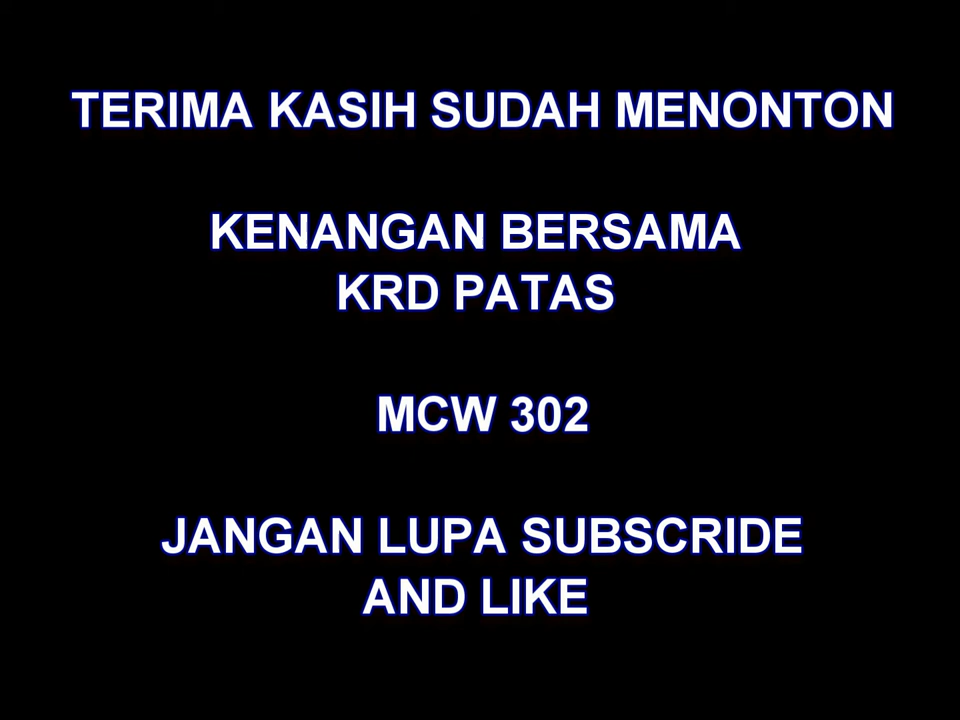 TERIMA KASIH SUDAH MENONTON
KENANGAN BERSAMA
KRD PATAS
MCW 302
JANGAN LUPA SUBSCRIDE
AND LIKE